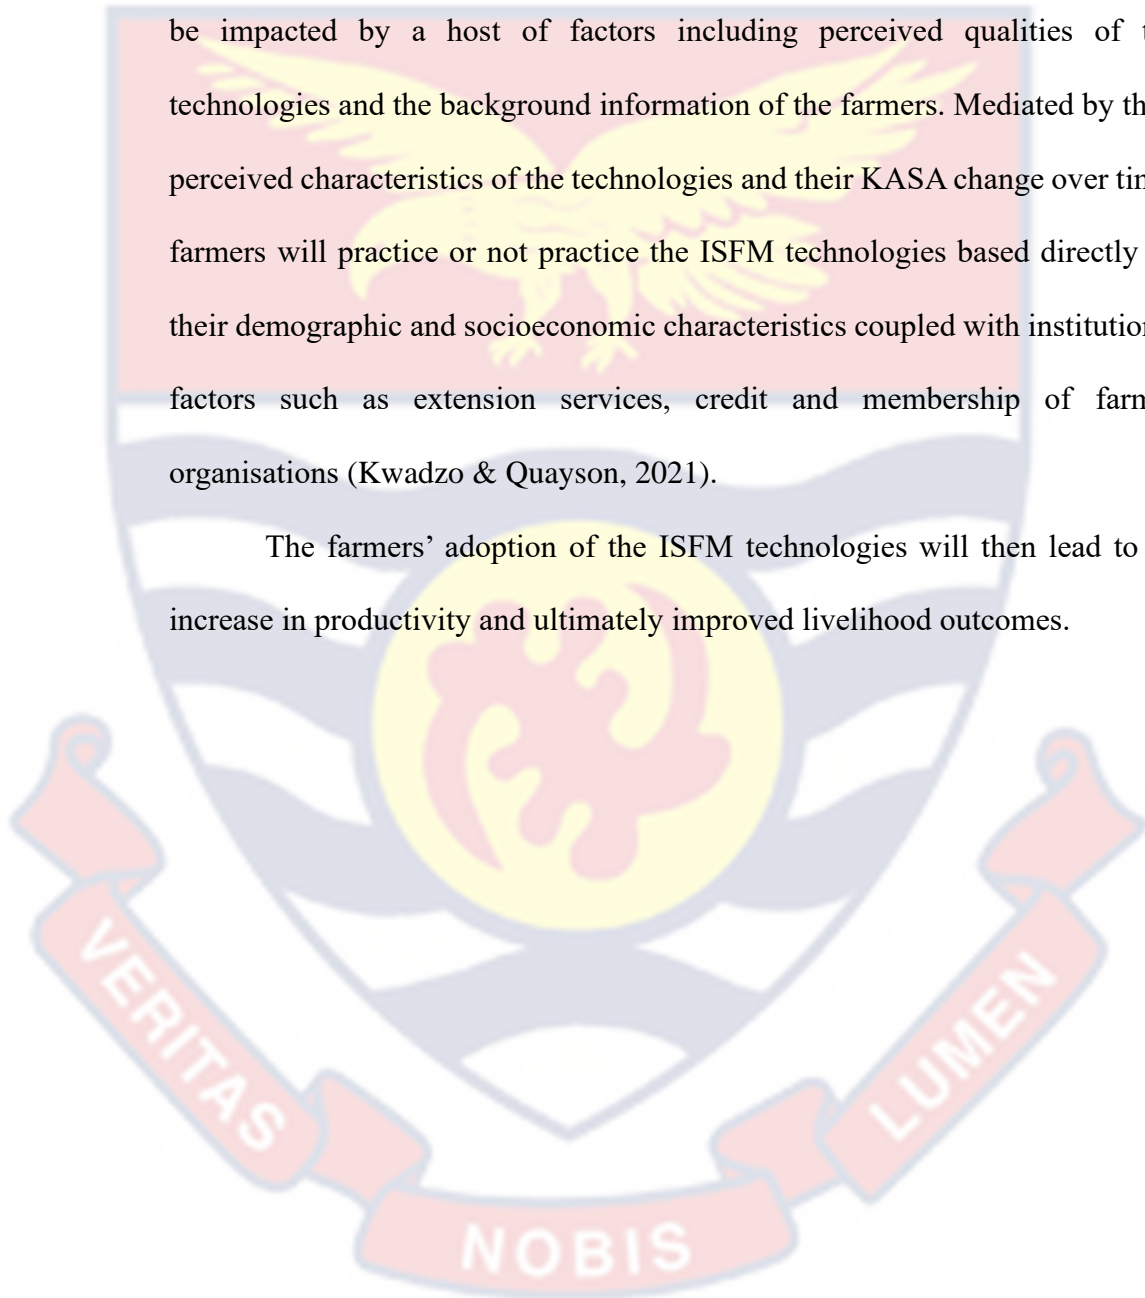 be impacted by a host of factors including perceived qualities of t
technologies and the background information of the farmers. Mediated by th
perceived characteristics of the technologies and their KASA change over tin
farmers will practice or not practice the ISFM technologies based directly
their demographic and socioeconomic characteristics coupled with institution
factors such as extension services, credit and membership of farm
organisations (Kwadzo & Quayson, 2021).
The farmers’ adoption of the ISFM technologies will then lead to
increase in productivity and ultimately improved livelihood outcomes.
VERITAS
NOBIS
LUMEN